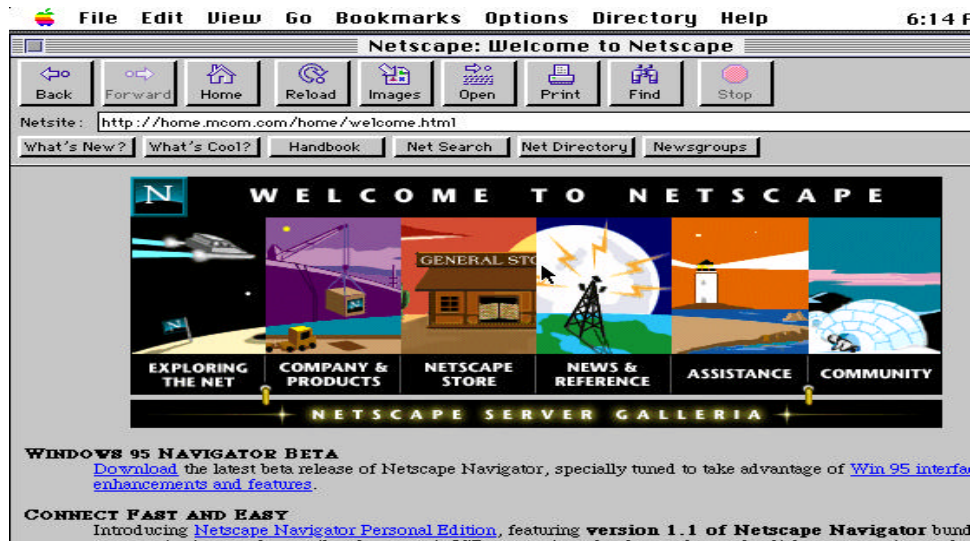 File Edit View Go Bookmarks Options Directory Help 6:14
Netscape: Welcome to Netscape
Back Forward Home Reload Images Open Print Find Stop
Netsite: http://home.mcom.com/home/welcome.html
What's New? What's Cool? Handbook Net Search Net Directory Newsgroups
N WELCOME TO NETSCAPE
GENERAL STO
N
N
EXPLORING THE NET
COMPANY & PRODUCTS
NETSCAPE STORE
NEWS & REFERENCE
ASSISTANCE
COMMUNITY
NETSCAPE SERVER GALLERIA
WINDOWS 95 NAVIGATOR BETA
Download the latest beta release of Netscape Navigator, specially tuned to take advantage of Win 95 interfa
enhancements and features.
CONNECT FAST AND EASY
Introducing Netscape Navigator Personal Edition, featuring version 1.1 of Netscape Navigator bund